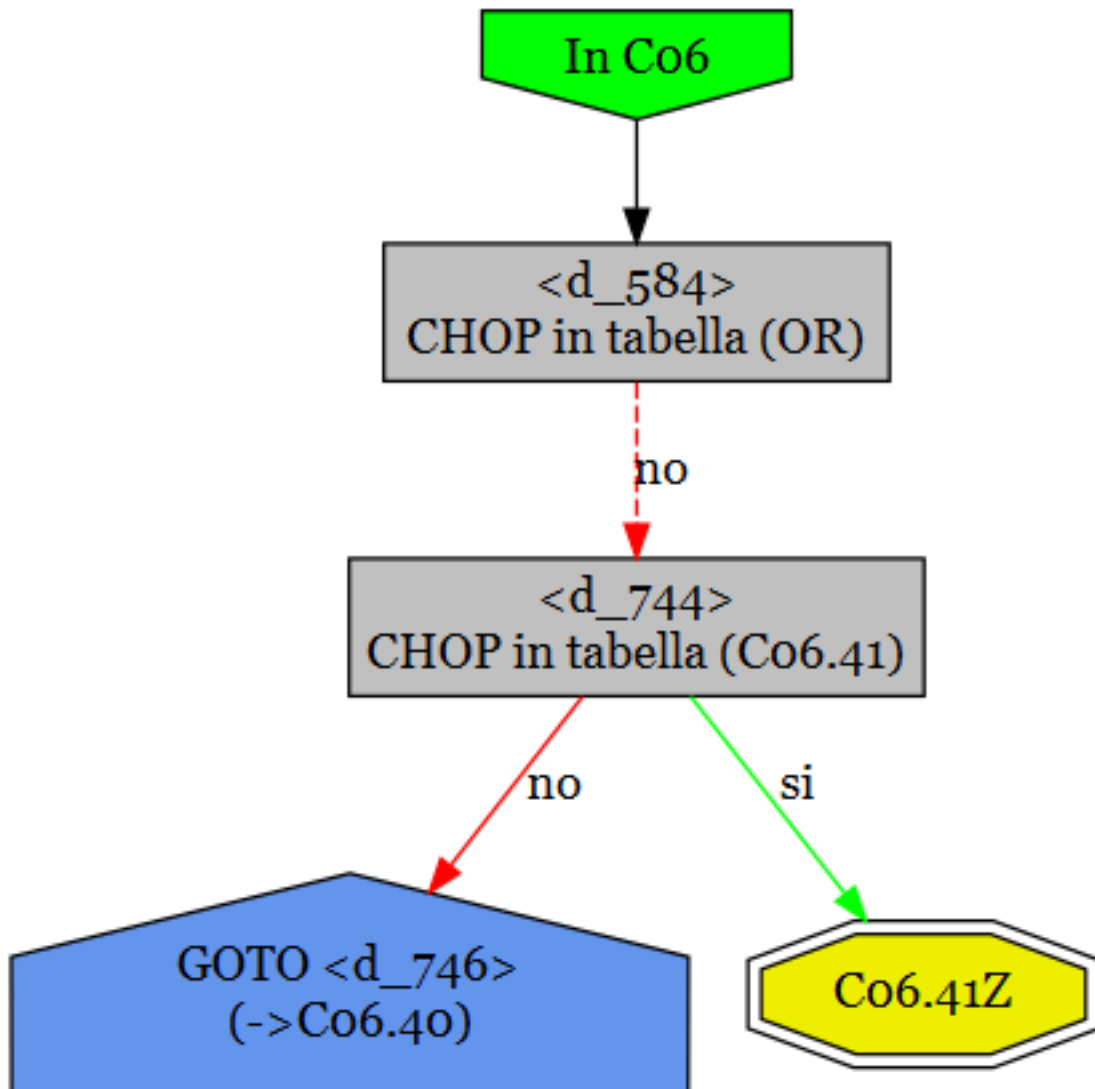 In C06
<d_584>
CHOP in tabella (OR)
no
<d_744>
CHOP in tabella (C06.41)
no
si
GOTO <d_746>
(->C06.40)
C06.41Z